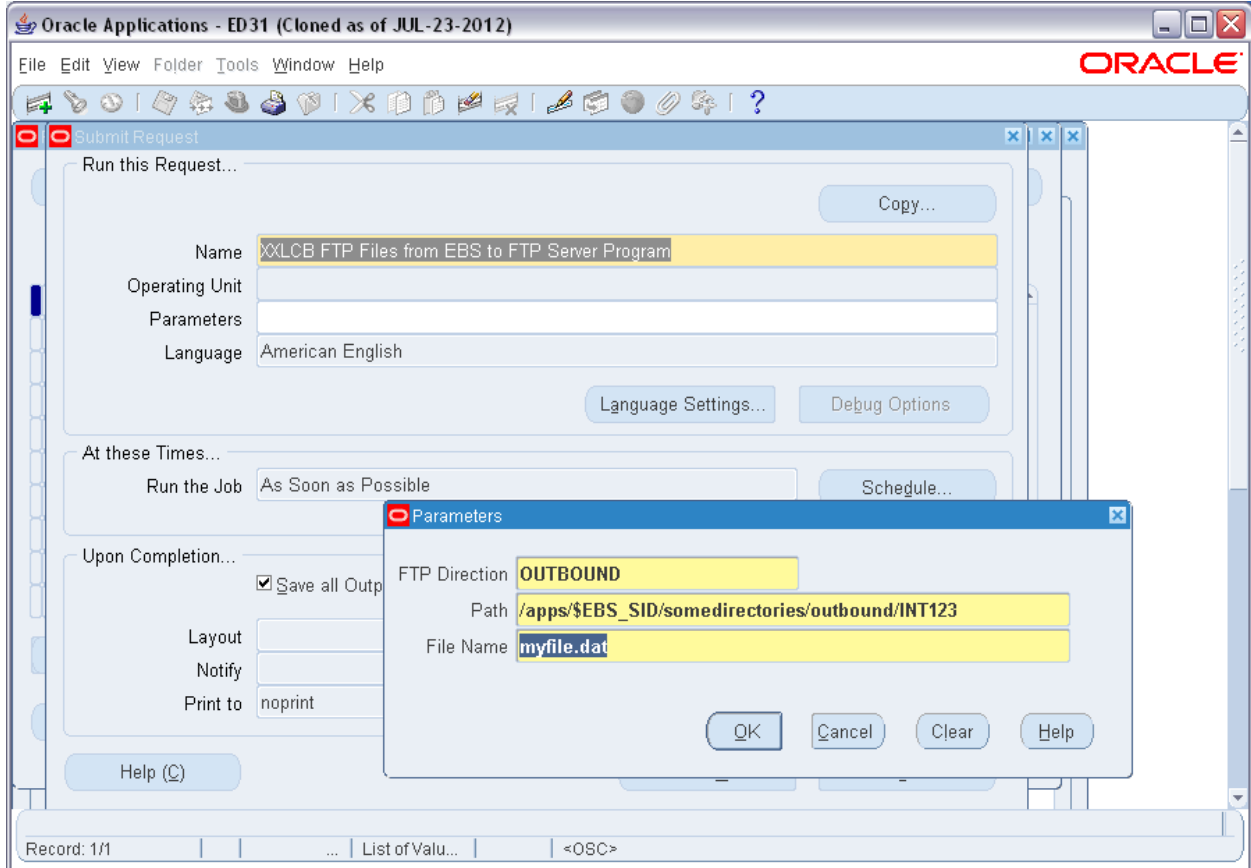 Oracle Applications - ED31 (Cloned as of JUL-23-2012)
File Edit View Folder Tools Window Help
ORACLE
Submit Request
Run this Request...
Copy...
Name XXLCB FTP Files from EBS to FTP Server Program
Operating Unit
Parameters
Language American English
Language Settings... Debug Options
At these Times...
Run the Job As Soon as Possible Schedule...
Parameters
Upon Completion...
FTP Direction OUTBOUND
Save all Outp
Path /apps/$EBS_SID/somedirectories/outbound/INT123
Layout
File Name myfile.dat
Notify
Print to noprint
OK Cancel Clear Help
Help (C)
Record: 1/1 ... List of Valu... <OSC>